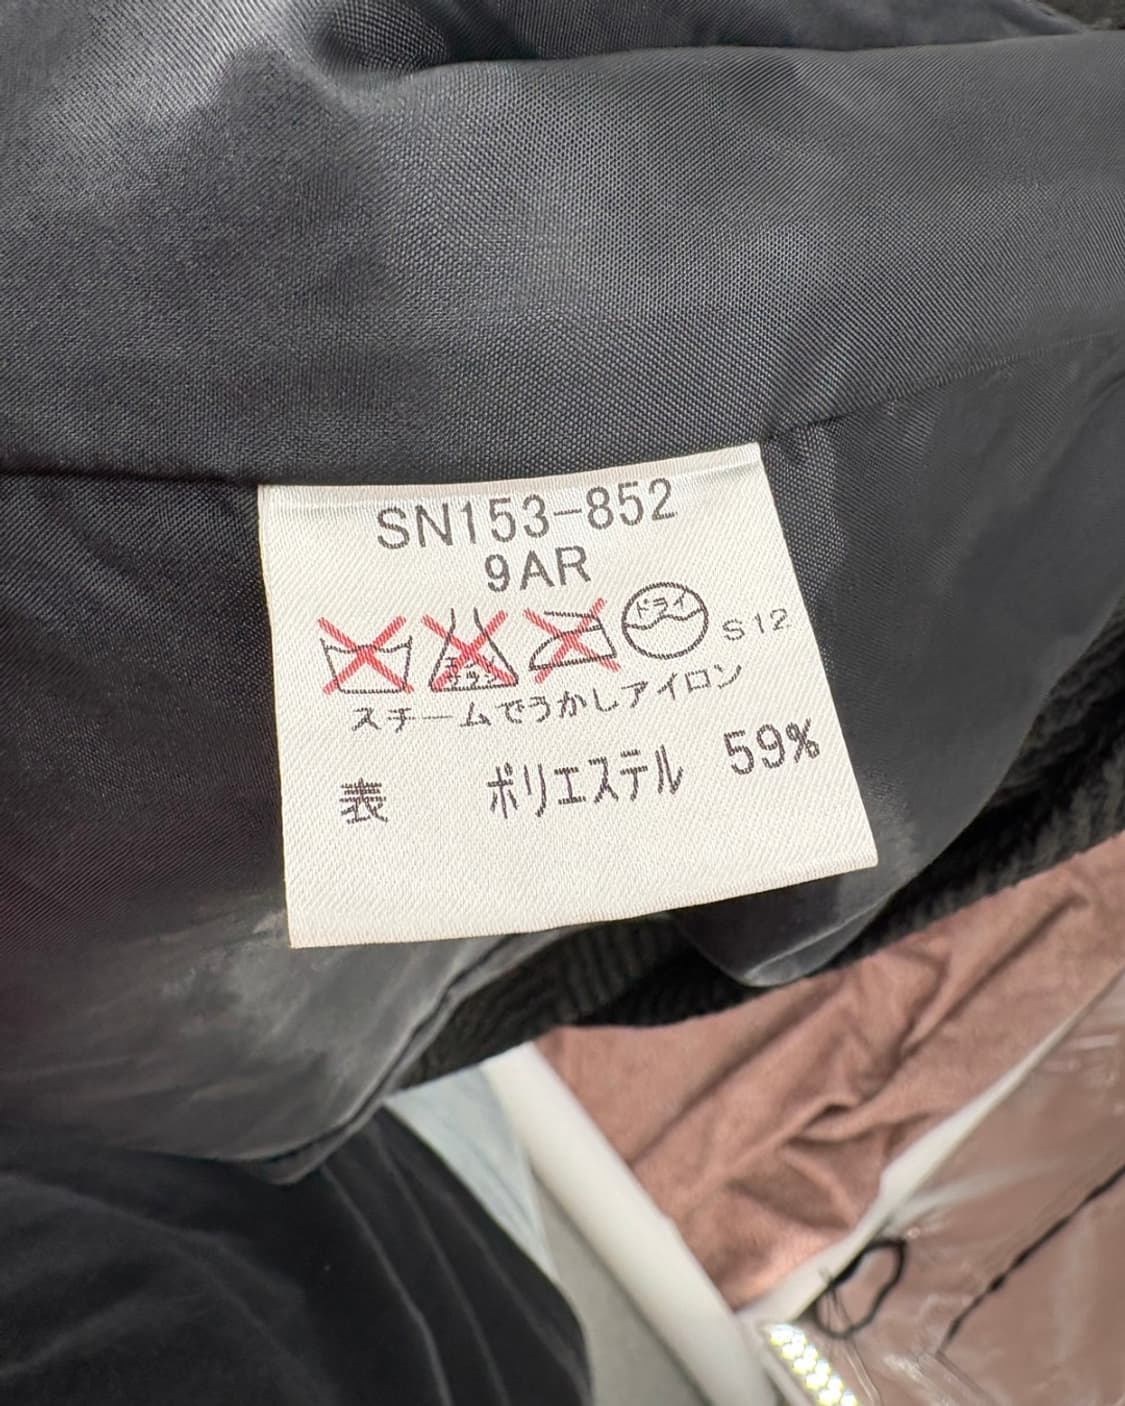 SN153-852
9AR
ドライ
S12
スチームでうかしアイロン
表 ポリエステル 59%